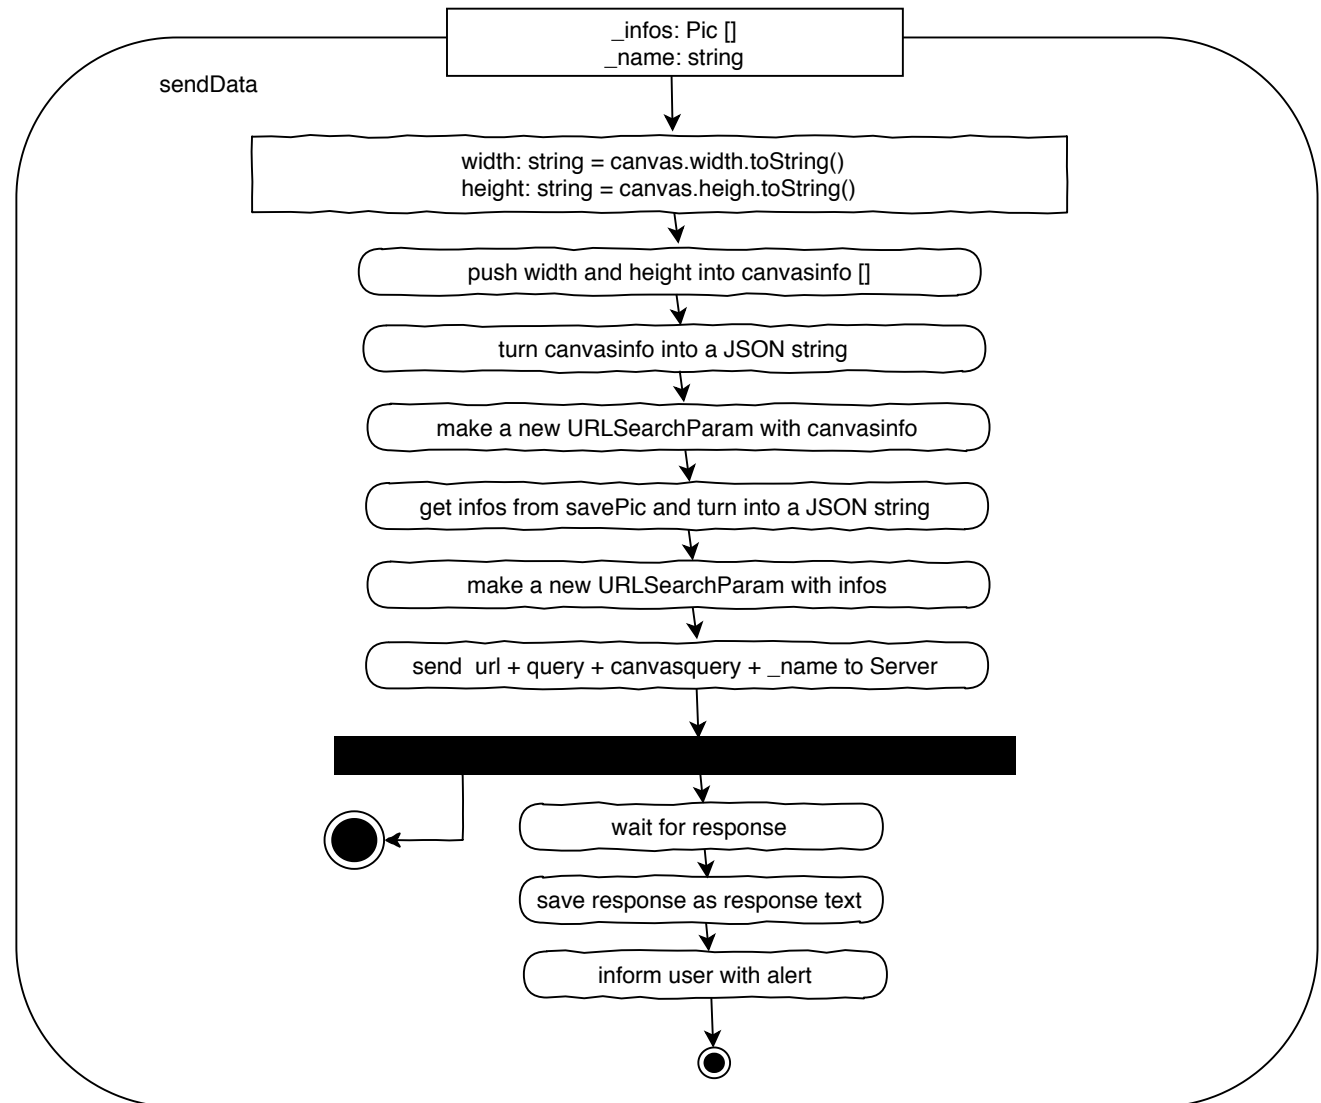 _infos: Pic []
_name: string
sendData
width: string = canvas.width.toString()
height: string = canvas.heigh.toString()
push width and height into canvasinfo []
turn canvasinfo into a JSON string
make a new URLSearchParam with canvasinfo
get infos from savePic and turn into a JSON string
make a new URLSearchParam with infos
send  url + query + canvasquery + _name to Server
wait for response
save response as response text
inform user with alert